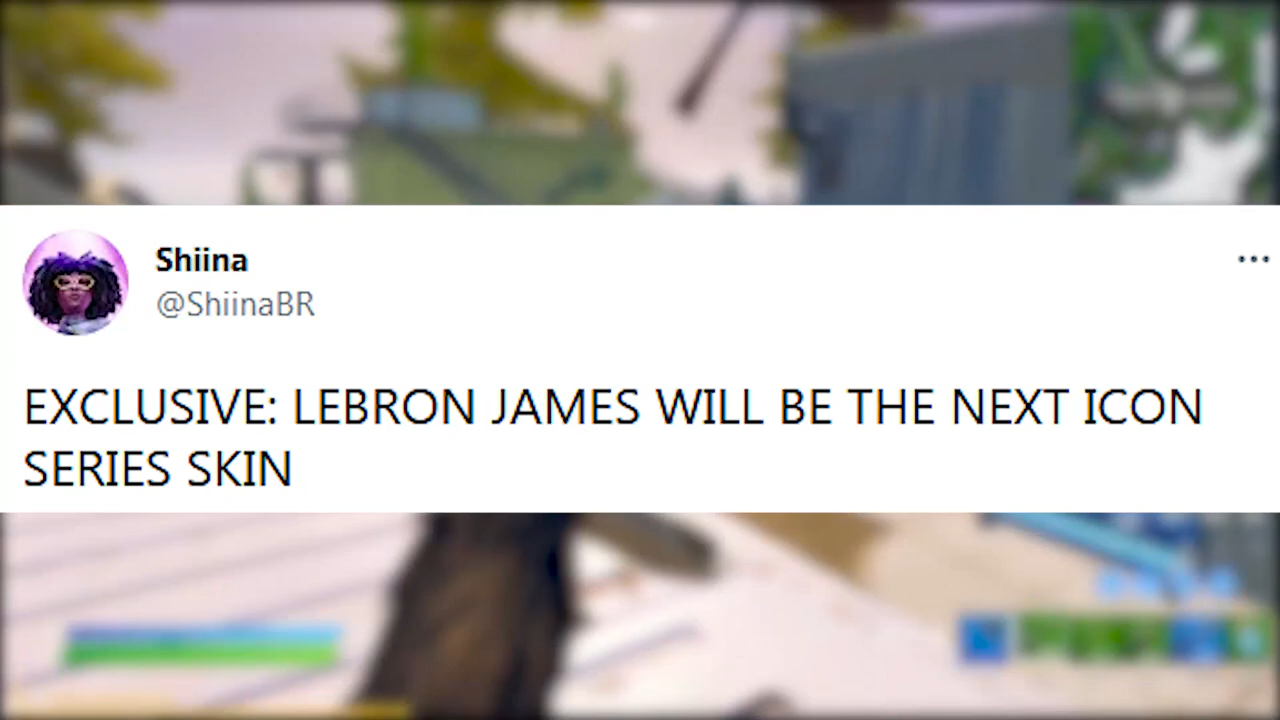 Shiina
@ShiinaBR
EXCLUSIVE: LEBRON JAMES WILL BE THE NEXT ICON
SERIES SKIN